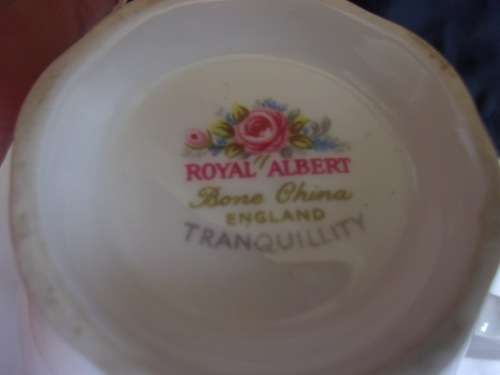 ROYAL ALBERT
Bone China
ENGLAND
TRANQUILLITY